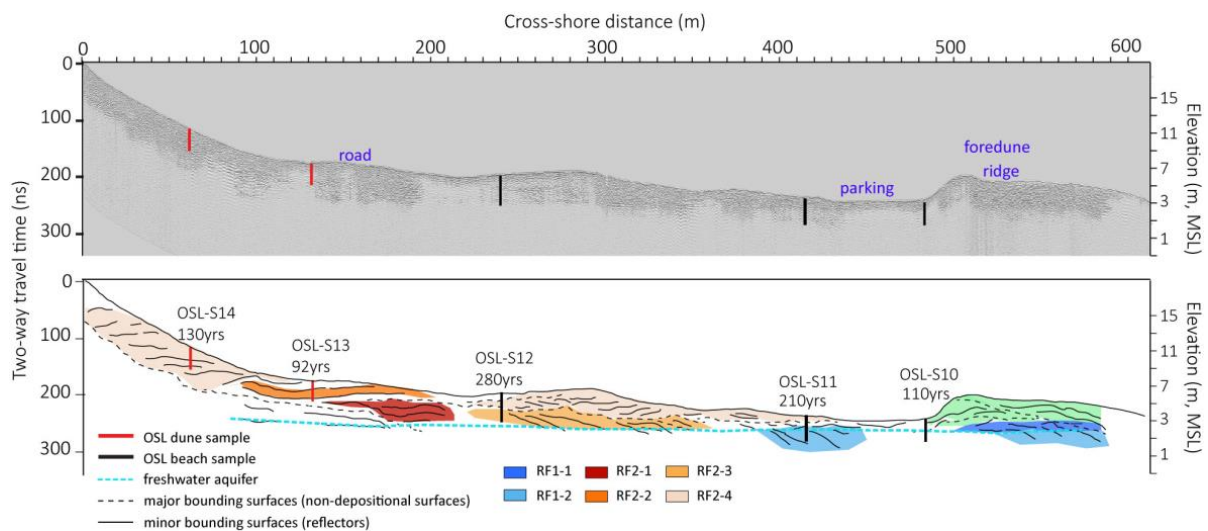 Cross-shore distance (m)
0 100 200 300 400 500 600
0
100
200
300
Two-way travel time (ns)
15
11
9
7
5
3
1
Elevation (m, MSL)
road
parking
foredune
ridge
0
100
200
300
15
11
9
7
5
3
1
Elevation (m, MSL)
OSL-S14
130yrs
OSL-S13
92yrs
OSL-S12
280yrs
OSL-S11
210yrs
OSL-S10
110yrs
OSL dune sample
OSL beach sample
freshwater aquifer
major bounding surfaces (non-depositional surfaces)
minor bounding surfaces (reflectors)
RF1-1 RF2-1 RF2-3
RF1-2 RF2-2 RF2-4